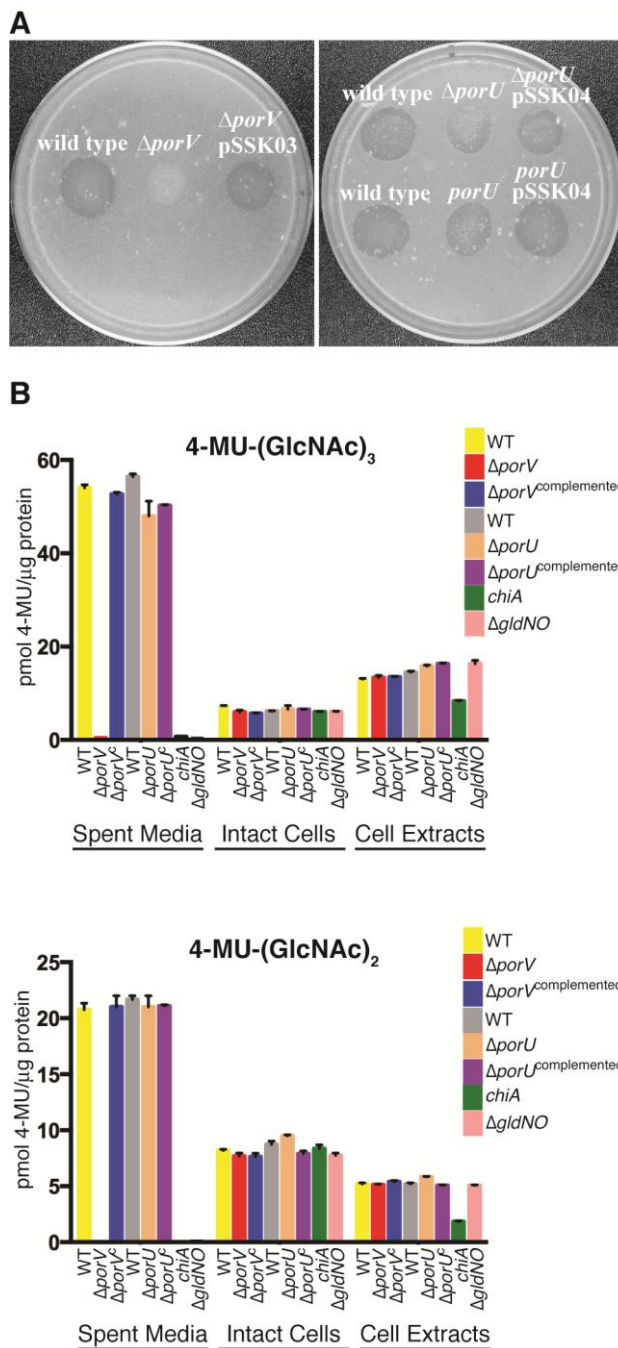 A
wild type ΔporV ΔporV
pSSK03
wild type ΔporU ΔporU
pSSK04
wild type porU porU
pSSK04
B
4-MU-(GlcNAc)3
pmol 4-MU/μg protein
60
40
20
0
WT
ΔporV
ΔporVcomplemented
WT
ΔporU
ΔporUcomplemented
chiA
ΔgldNO
WT
ΔporV
ΔporVc
WT
ΔporU
ΔporUc
chiA
ΔgldNO
WT
ΔporV
ΔporVc
WT
ΔporU
ΔporUc
chiA
ΔgldNO
WT
ΔporV
ΔporVc
WT
ΔporU
ΔporUc
chiA
ΔgldNO
Spent Media Intact Cells Cell Extracts
4-MU-(GlcNAc)2
pmol 4-MU/μg protein
25
20
15
10
5
0
WT
ΔporV
ΔporVcomplemented
WT
ΔporU
ΔporUcomplemented
chiA
ΔgldNO
WT
ΔporV
ΔporVc
WT
ΔporU
ΔporUc
chiA
ΔgldNO
WT
ΔporV
ΔporVc
WT
ΔporU
ΔporUc
chiA
ΔgldNO
WT
ΔporV
ΔporVc
WT
ΔporU
ΔporUc
chiA
ΔgldNO
Spent Media Intact Cells Cell Extracts